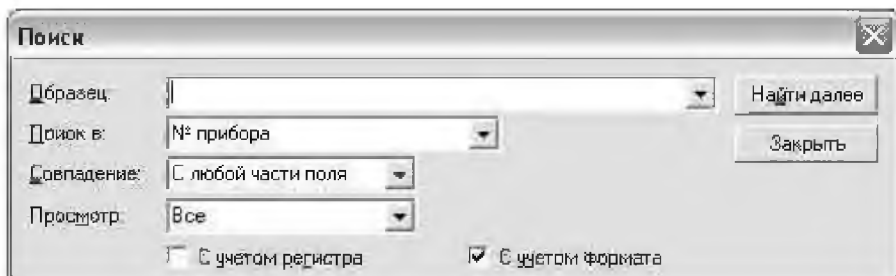 Поиск
Образец:
Найти далее
Поиск в: № прибора
Закрыть
Совпадение: С любой части поля
Просмотр: Все
С учетом регистра С учетом формата